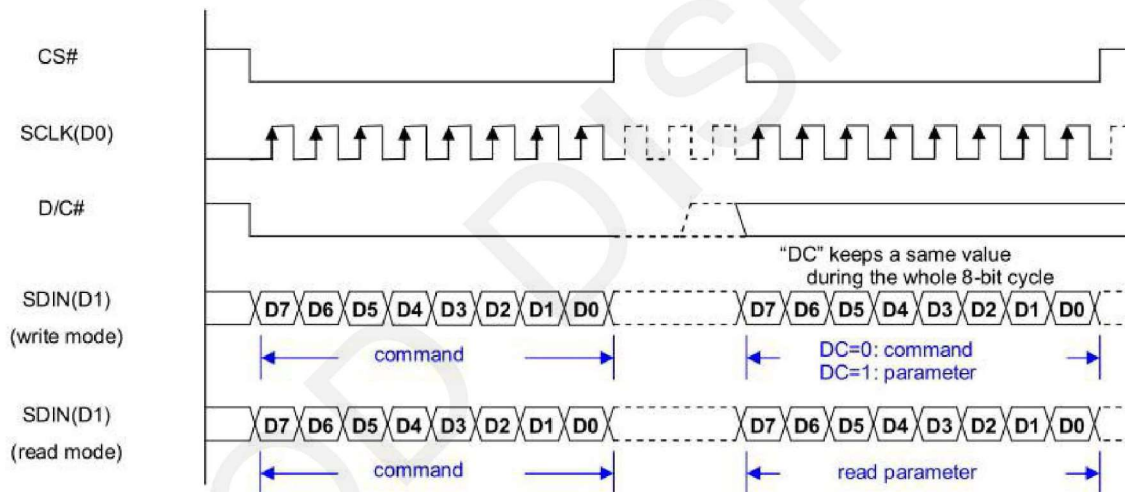 CS#
SCLK(D0)
D/C#
"DC" keeps a same value
during the whole 8-bit cycle
SDIN(D1)
(write mode)
D7 D6 D5 D4 D3 D2 D1 D0
D7 D6 D5 D4 D3 D2 D1 D0
command
DC=0: command
DC=1: parameter
SDIN(D1)
(read mode)
D7 D6 D5 D4 D3 D2 D1 D0
D7 D6 D5 D4 D3 D2 D1 D0
command
read parameter